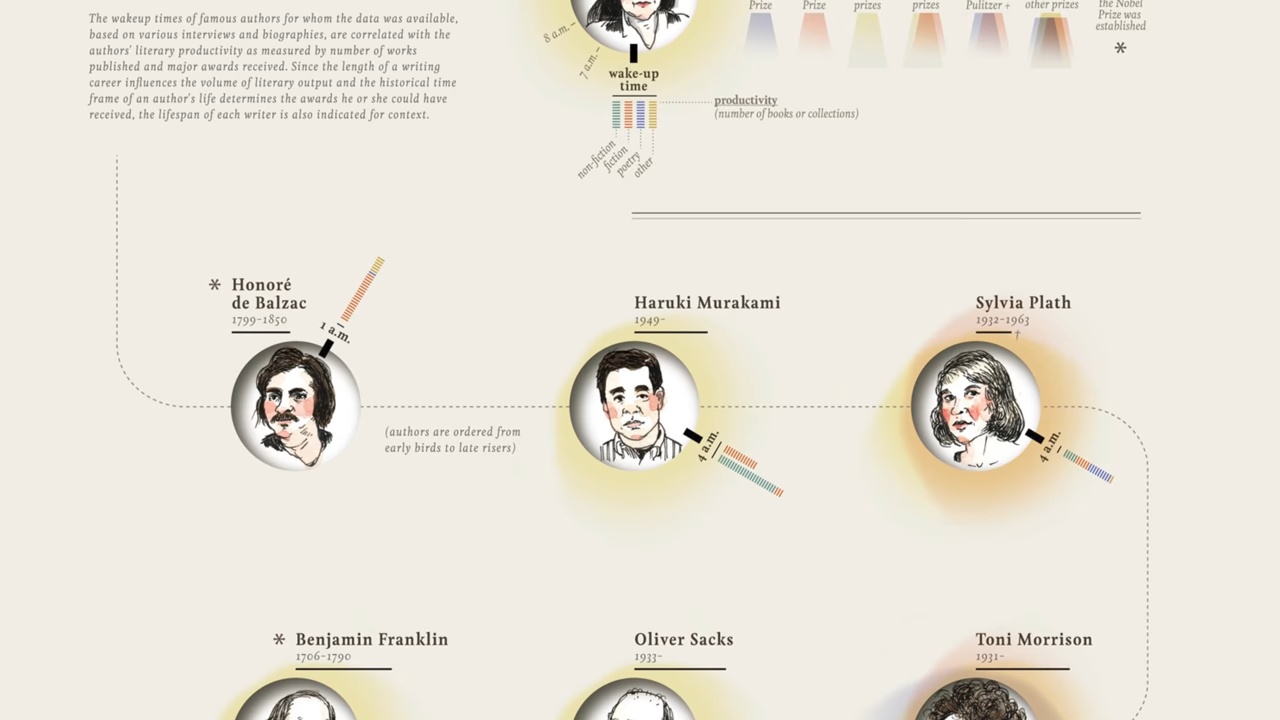 The wakeup times of famous authors for whom the data was available,
based on various interviews and biographies, are correlated with the
authors' literary productivity as measured by number of works
published and major awards received. Since the length of a writing
career influences the volume of literary output and the historical time
frame of an author's life determines the awards he or she could have
received, the lifespan of each writer is also indicated for context.
8 a.m.
7 a.m.
wake-up
time
Prize
Prize
prizes
prizes
Pulitzer +
other prizes
the Nobel
Prize was
established
*
productivity
(number of books or collections)
non-fiction
fiction
poetry
other
* Honoré
de Balzac
1799-1850
1 a.m.
(authors are ordered from
early birds to late risers)
Haruki Murakami
1949-
4 a.m.
Sylvia Plath
1932-1963
†
4 a.m.
* Benjamin Franklin
1706-1790
Oliver Sacks
1933-
Toni Morrison
1931-